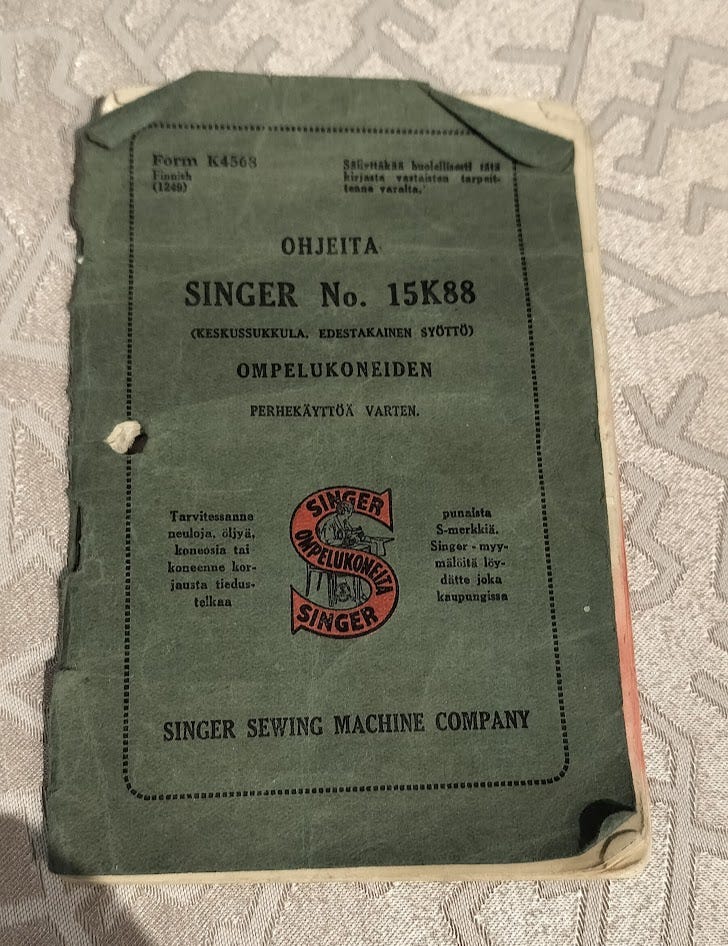 Form K4568
Finnish
(1249)
Säilyttäkää huolellisesti tätä
kirjasta vastaisten tarpeit-
tenne varalta.
OHJEITA
SINGER No. 15K88
(KESKUSSUKKULA, EDESTAKAINEN SYÖTTÖ)
OMPELUKONEIDEN
PERHEKÄYTTÖÄ VARTEN.
Tarvitessanne
neuloja, öljyä,
koneosia tai
koneenne kor-
jausta tiedus-
telkaa
SINGER
OMPELUKONEITA
SINGER
punaista
S-merkkiä.
Singer-myy-
mälöitä löy-
dätte joka
kaupungissa
SINGER SEWING MACHINE COMPANY